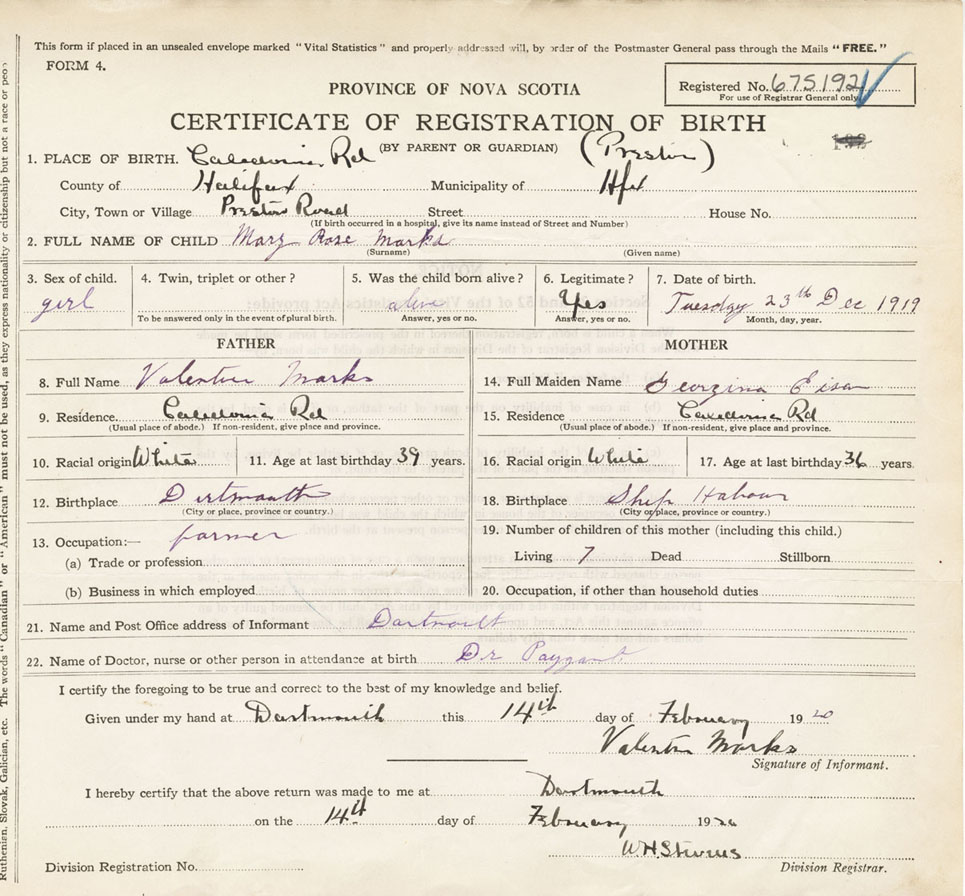 This form if placed in an unsealed envelope marked "Vital Statistics" and properly addressed will, by order of the Postmaster General pass through the Mails "FREE."
FORM 4.
Registered No. 6751921
For use of Registrar General only
PROVINCE OF NOVA SCOTIA
CERTIFICATE OF REGISTRATION OF BIRTH
(BY PARENT OR GUARDIAN) (Preston)
1. PLACE OF BIRTH. Caledonia Rd
County of Halifax Municipality of Hfx
City, Town or Village Preston Road Street House No.
(If birth occurred in a hospital, give its name instead of Street and Number)
2. FULL NAME OF CHILD Mary Rose Marks
(Surname) (Given name)
3. Sex of child. 4. Twin, triplet or other? 5. Was the child born alive? 6. Legitimate? 7. Date of birth.
girl alive Yes Tuesday 23th Dec 1919
To be answered only in the event of plural birth. Answer, yes or no. Answer, yes or no. Month, day, year.
FATHER MOTHER
8. Full Name Valentin Marks 14. Full Maiden Name Georgina
9. Residence. Caledonia Rd 15. Residence Caledonia Rd
(Usual place of abode.) If non-resident, give place and province. (Usual place of abode.) If non-resident, give place and province.
10. Racial origin White 11. Age at last birthday 39 years. 16. Racial origin White 17. Age at last birthday 36 years.
12. Birthplace Dertmouth 18. Birthplace Ship Habour
(City or place, province or country.) (City or place, province or country.)
13. Occupation:— farmer 19. Number of children of this mother (including this child.)
(a) Trade or profession Living 7 Dead Stillborn
(b) Business in which employed 20. Occupation, if other than household duties
21. Name and Post Office address of Informant Dartmoult
22. Name of Doctor, nurse or other person in attendance at birth Dr Payzant
I certify the foregoing to be true and correct to the best of my knowledge and belief.
Given under my hand at Dartmouth this 14th day of February 1920
Valentin Marks
Signature of Informant.
I hereby certify that the above return was made to me at Dartmouth
on the 14th day of February 1920
W H Stevens
Division Registration No. Division Registrar.
Ruthenian, Slovak, Galician, etc. The words "Canadian" or "American" must not be used, as they express nationality or citizenship but not a race or